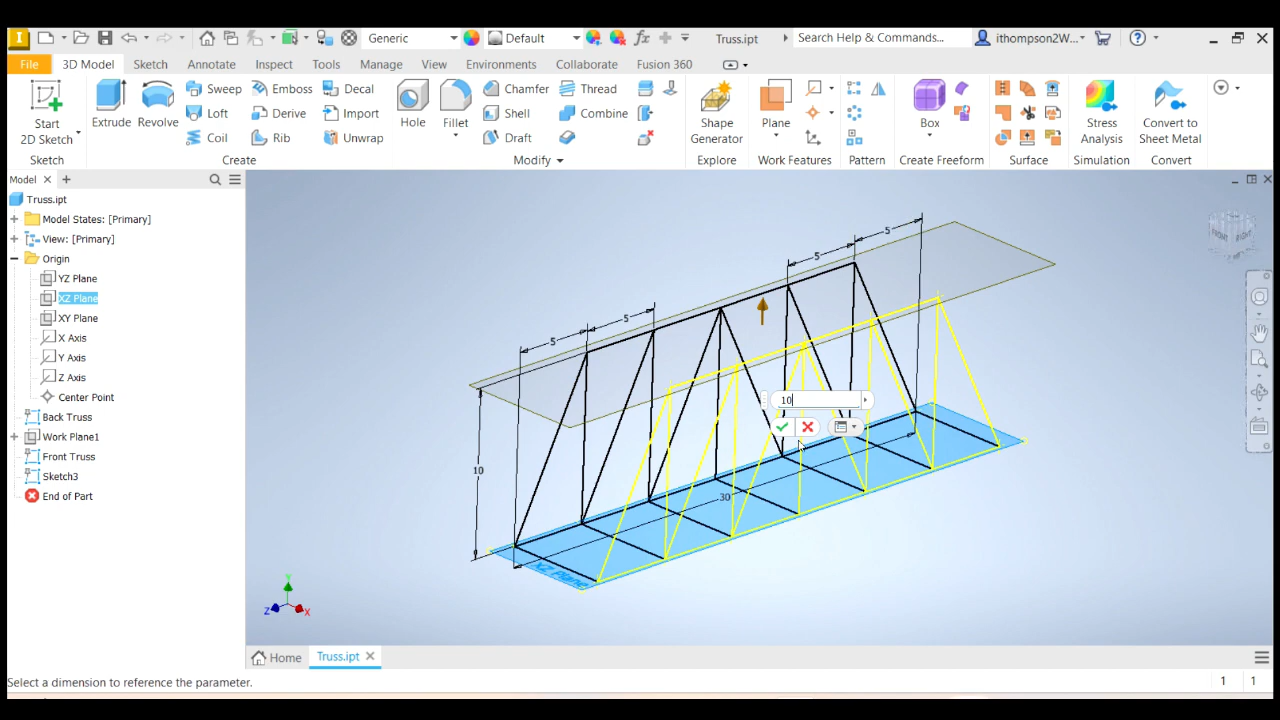 I Generic Default fx Truss.ipt Search Help & Commands... ithompson2W... ?
File 3D Model Sketch Annotate Inspect Tools Manage View Environments Collaborate Fusion 360
Start 2D Sketch
Sketch
Extrude Revolve Sweep Loft Coil Emboss Derive Rib Decal Import Unwrap
Create
Hole Fillet Chamfer Shell Draft Thread Combine
Modify
Shape Generator
Explore
Plane
Work Features
Pattern
Box
Create Freeform
Surface
Stress Analysis
Simulation
Convert to Sheet Metal
Convert
Model
Truss.ipt
Model States: [Primary]
View: [Primary]
Origin
YZ Plane
XZ Plane
XY Plane
X Axis
Y Axis
Z Axis
Center Point
Back Truss
Work Plane1
Front Truss
Sketch3
End of Part
FRONT RIGHT
5
5
5
5
10
10
30
XZ Plane
Y
Z X
Home Truss.ipt
Select a dimension to reference the parameter. 1 1